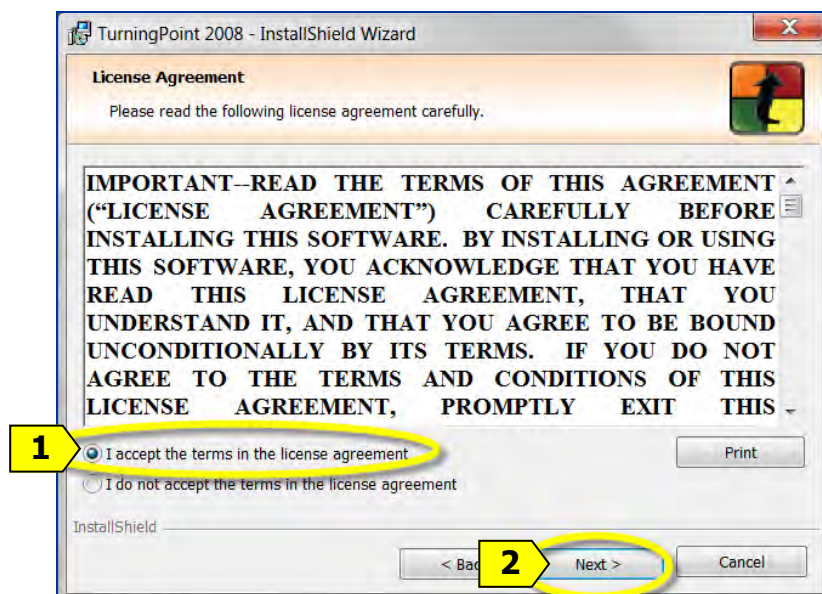 TurningPoint 2008 - InstallShield Wizard
X
License Agreement
Please read the following license agreement carefully.
IMPORTANT--READ THE TERMS OF THIS AGREEMENT
(“LICENSE AGREEMENT”) CAREFULLY BEFORE
INSTALLING THIS SOFTWARE. BY INSTALLING OR USING
THIS SOFTWARE, YOU ACKNOWLEDGE THAT YOU HAVE
READ THIS LICENSE AGREEMENT, THAT YOU
UNDERSTAND IT, AND THAT YOU AGREE TO BE BOUND
UNCONDITIONALLY BY ITS TERMS. IF YOU DO NOT
AGREE TO THE TERMS AND CONDITIONS OF THIS
LICENSE AGREEMENT, PROMPTLY EXIT THIS
1 I accept the terms in the license agreement Print
I do not accept the terms in the license agreement
InstallShield
< Bac 2 Next > Cancel